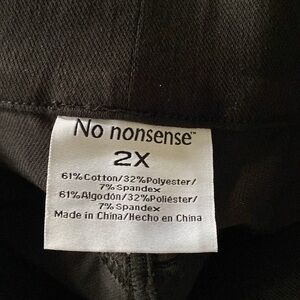 No nonsense™
2X
61%Cotton/32%Polyester/
7%Spandex
61%Algodón/32%Poliéster/
7%Spandex
Made in China/Hecho en China